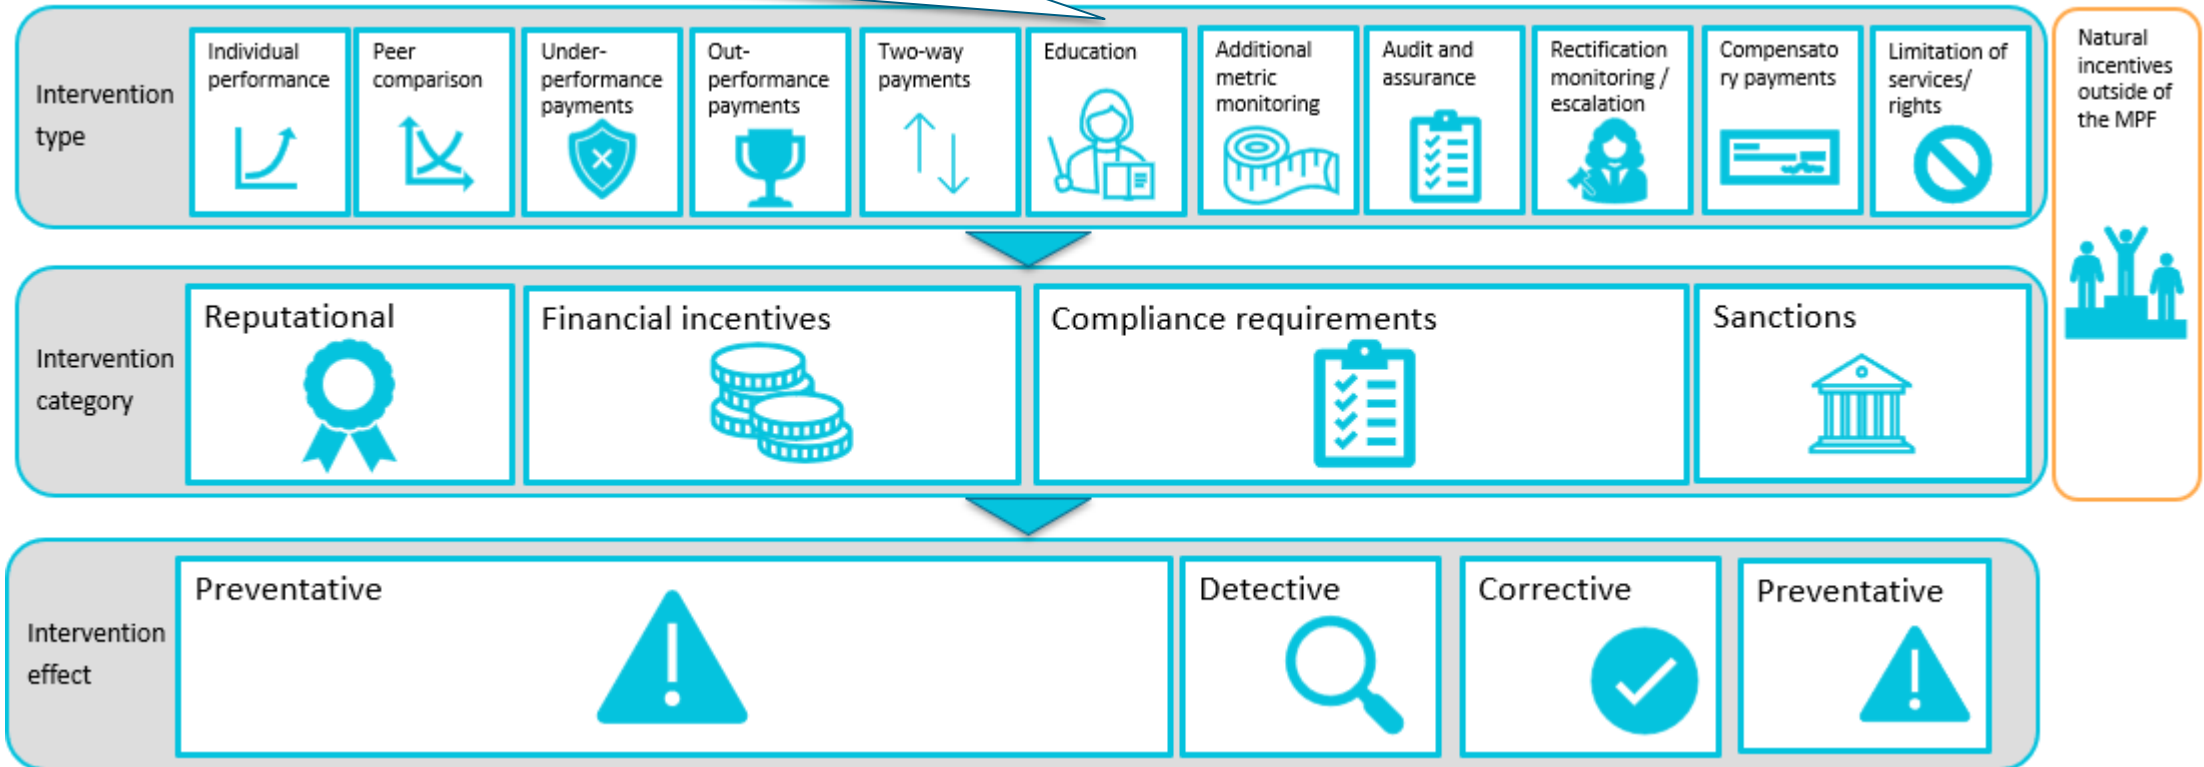 Intervention
type
Individual
performance
Peer
comparison
Under-
performance
payments
Out-
performance
payments
Two-way
payments
Education
Additional
metric
monitoring
Audit and
assurance
Rectification
monitoring /
escalation
Compensato
ry payments
Limitation of
services/
rights
Natural
incentives
outside of
the MPF
Intervention
category
Reputational
Financial incentives
Compliance requirements
Sanctions
Intervention
effect
Preventative
Detective
Corrective
Preventative